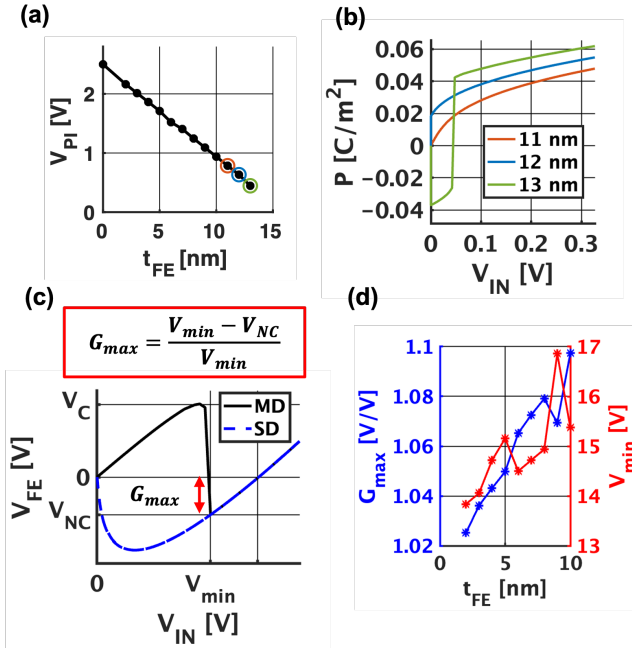 (a)
2
1
0
V_PI [V]
0
5
10
15
t_FE [nm]
(b)
0.06
0.04
0.02
0
−0.02
−0.04
P [C/m²]
11 nm
12 nm
13 nm
0
0.1
0.2
0.3
V_IN [V]
(c)
G_max = (V_min − V_NC) / V_min
V_C
0
V_NC
V_FE [V]
MD
SD
G_max
0
V_min
V_IN [V]
(d)
1.1
1.08
1.06
1.04
1.02
G_max [V/V]
17
16
15
14
13
V_min [V]
0
5
10
t_FE [nm]